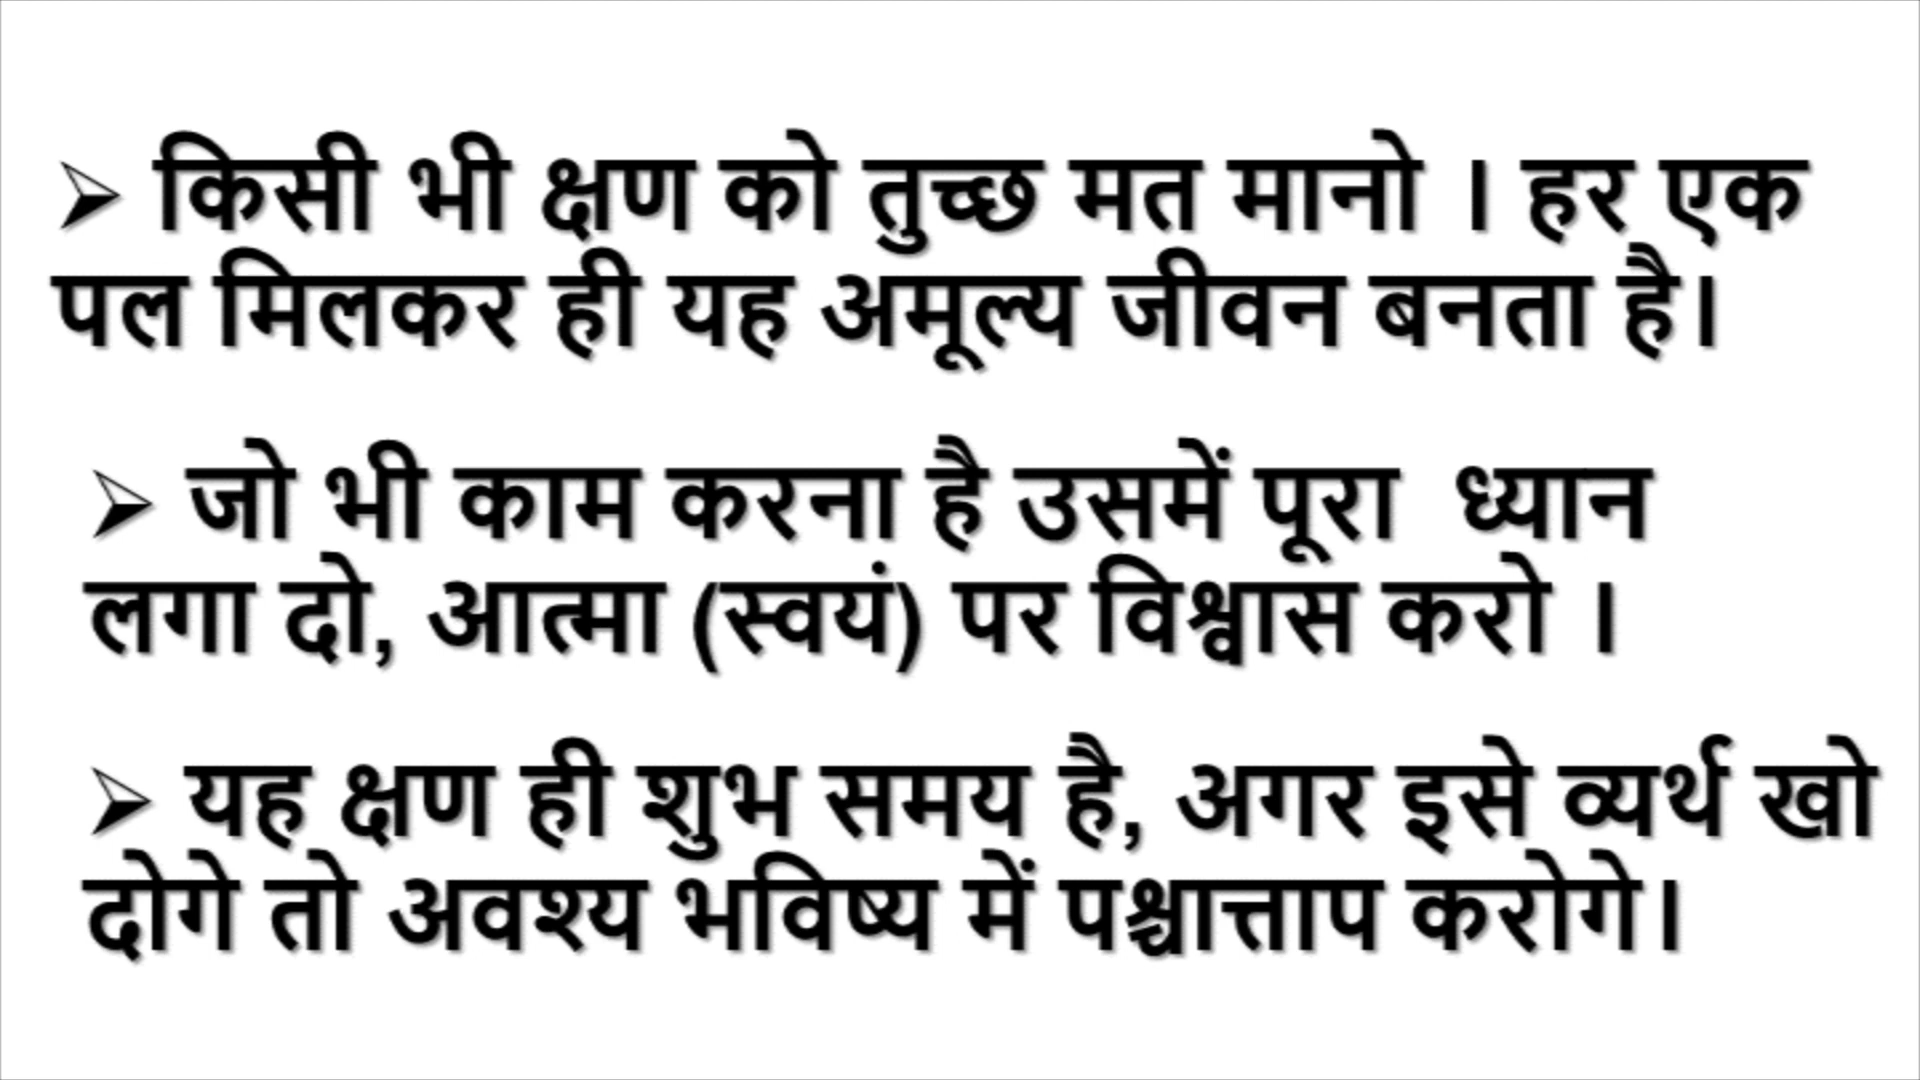 ➢ किसी भी क्षण को तुच्छ मत मानो । हर एक
पल मिलकर ही यह अमूल्य जीवन बनता है।
➢ जो भी काम करना है उसमें पूरा ध्यान
लगा दो, आत्मा (स्वयं) पर विश्वास करो ।
➢ यह क्षण ही शुभ समय है, अगर इसे व्यर्थ खो
दोगे तो अवश्य भविष्य में पश्चात्ताप करोगे।